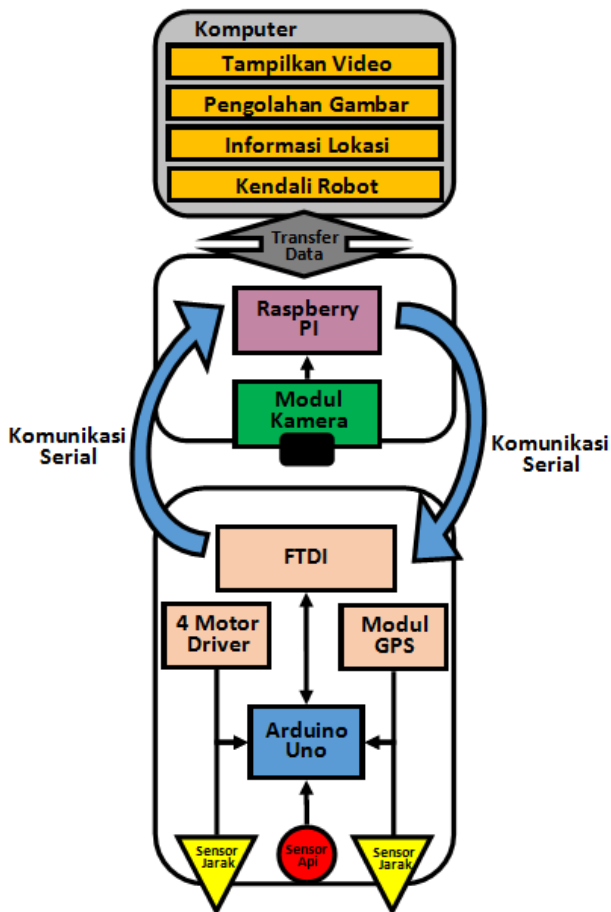 Komputer
Tampilkan Video
Pengolahan Gambar
Informasi Lokasi
Kendali Robot
Transfer
Data
Raspberry
PI
Modul
Kamera
Komunikasi
Serial
Komunikasi
Serial
FTDI
4 Motor
Driver
Modul
GPS
Arduino
Uno
Sensor
Jarak
Sensor
Api
Sensor
Jarak